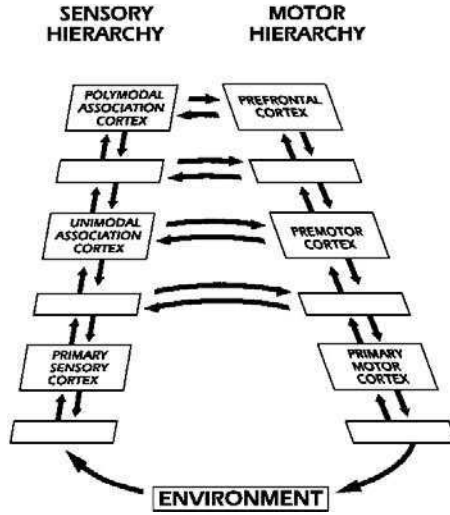 SENSORY
HIERARCHY
MOTOR
HIERARCHY
POLYMODAL
ASSOCIATION
CORTEX
PREFRONTAL
CORTEX
UNIMODAL
ASSOCIATION
CORTEX
PREMOTOR
CORTEX
PRIMARY
SENSORY
CORTEX
PRIMARY
MOTOR
CORTEX
ENVIRONMENT